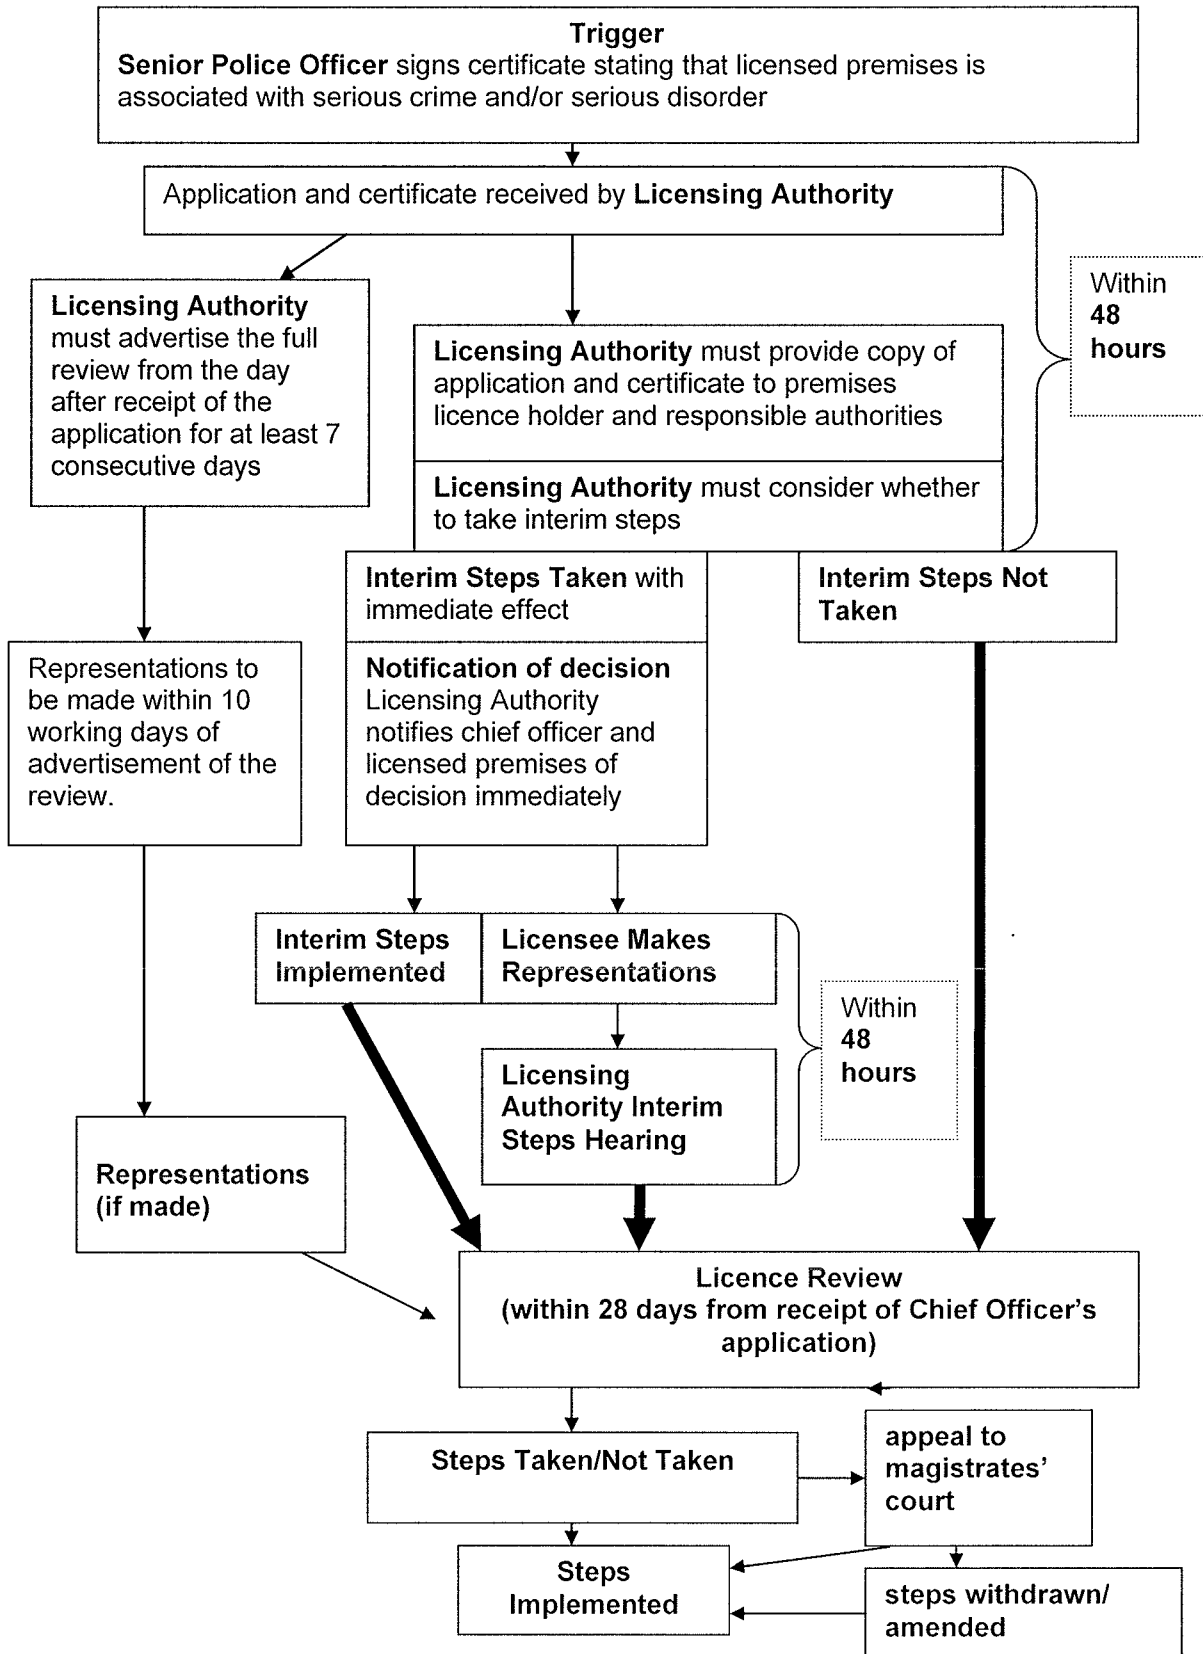 Trigger
Senior Police Officer signs certificate stating that licensed premises is
associated with serious crime and/or serious disorder
Application and certificate received by Licensing Authority
Within
48
hours
Licensing Authority
must advertise the full
review from the day
after receipt of the
application for at least 7
consecutive days
Licensing Authority must provide copy of
application and certificate to premises
licence holder and responsible authorities
Licensing Authority must consider whether
to take interim steps
Interim Steps Taken with
immediate effect
Interim Steps Not
Taken
Representations to
be made within 10
working days of
advertisement of the
review.
Notification of decision
Licensing Authority
notifies chief officer and
licensed premises of
decision immediately
Interim Steps
Implemented
Licensee Makes
Representations
Within
48
hours
Licensing
Authority Interim
Steps Hearing
Representations
(if made)
Licence Review
(within 28 days from receipt of Chief Officer's
application)
Steps Taken/Not Taken
appeal to
magistrates'
court
Steps
Implemented
steps withdrawn/
amended